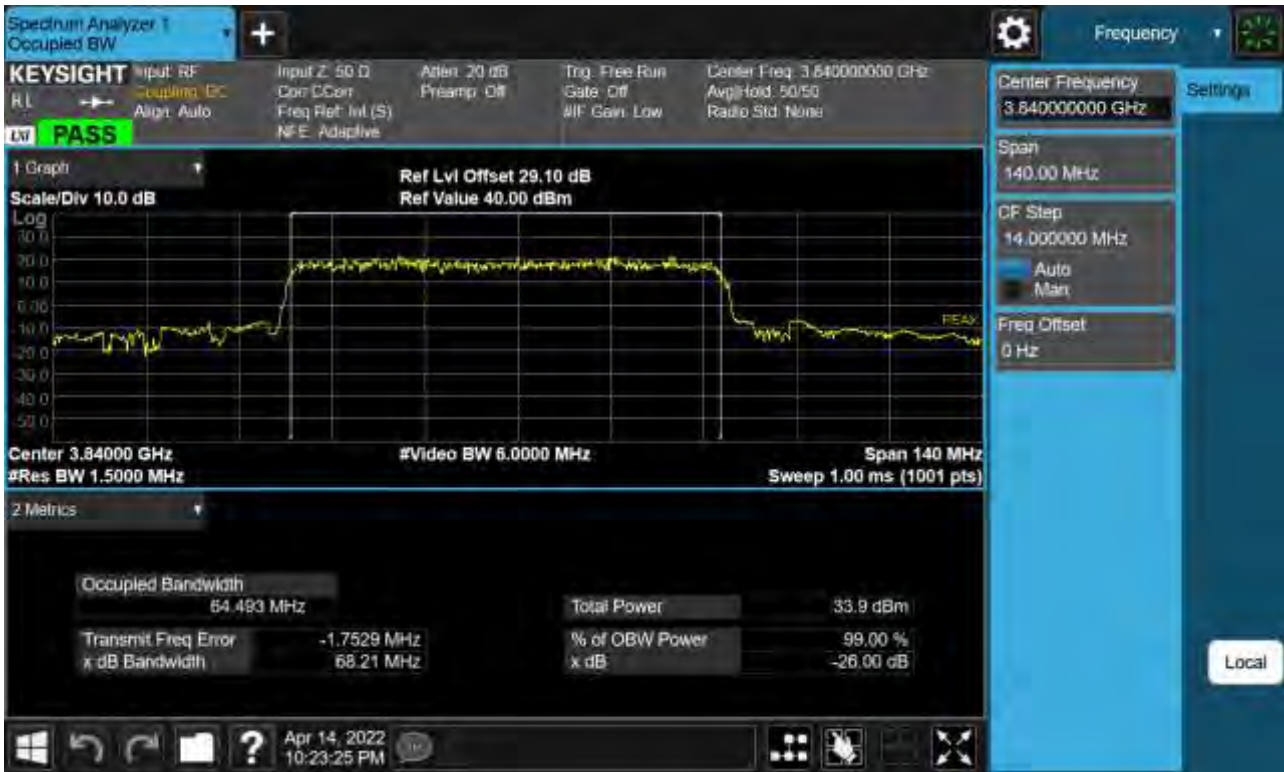 Spectrum Analyzer 1
Occupied BW
Frequency
KEYSIGHT
RL
PASS
Input: RF
Coupling: DC
Align: Auto
Input Z: 50 Ω
Corr CCorr
Freq Ref: Int (S)
NFE: Adaptive
Atten: 20 dB
Preamp: Off
Trig: Free Run
Gate: Off
#IF Gain: Low
Center Freq: 3.840000000 GHz
Avg|Hold: 50/50
Radio Std: None
Center Frequency
3.840000000 GHz
Settings
Span
140.00 MHz
CF Step
14.000000 MHz
Auto
Man
Freq Offset
0 Hz
1 Graph
Ref Lvl Offset 29.10 dB
Scale/Div 10.0 dB
Ref Value 40.00 dBm
Log
30.0
20.0
10.0
0.00
-10.0
-20.0
-30.0
-40.0
-50.0
PEAK
Center 3.84000 GHz
#Video BW 6.0000 MHz
Span 140 MHz
#Res BW 1.5000 MHz
Sweep 1.00 ms (1001 pts)
2 Metrics
Occupied Bandwidth
64.493 MHz
Total Power
33.9 dBm
Transmit Freq Error
-1.7529 MHz
% of OBW Power
99.00 %
x dB Bandwidth
68.21 MHz
x dB
-26.00 dB
Local
?
Apr 14, 2022
10:23:25 PM